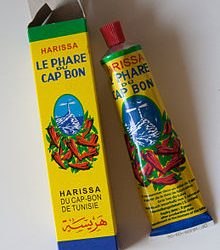 HARISSA
LE PHARE
DU
CAP BON
HARISSA
DU CAP-BON
DE TUNISIE
هريسة
HARISSA
LE PHARE
DU
CAP BON
HARISSA